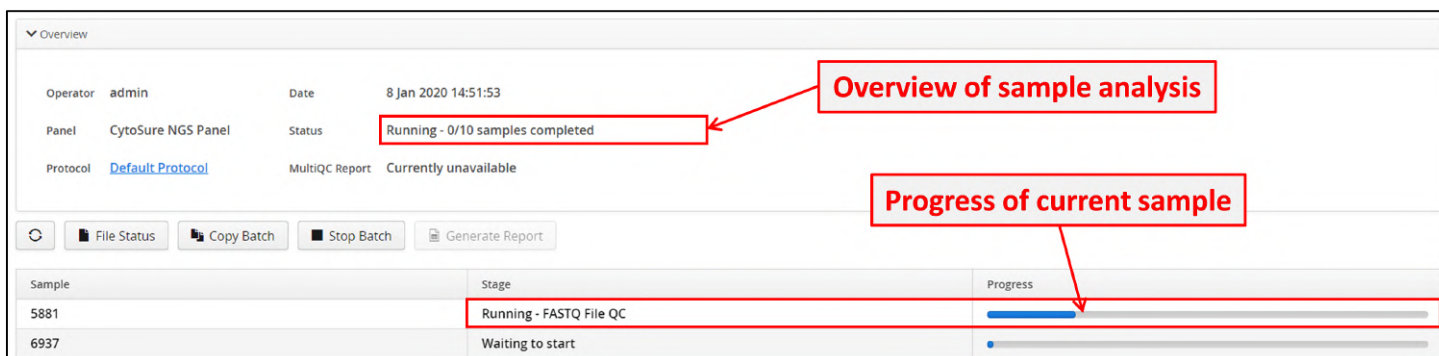 Overview
Operator admin Date 8 Jan 2020 14:51:53
Overview of sample analysis
Panel CytoSure NGS Panel Status Running - 0/10 samples completed
Protocol Default Protocol MultiQC Report Currently unavailable
Progress of current sample
File Status Copy Batch Stop Batch Generate Report
Sample Stage Progress
5881 Running - FASTQ File QC
6937 Waiting to start